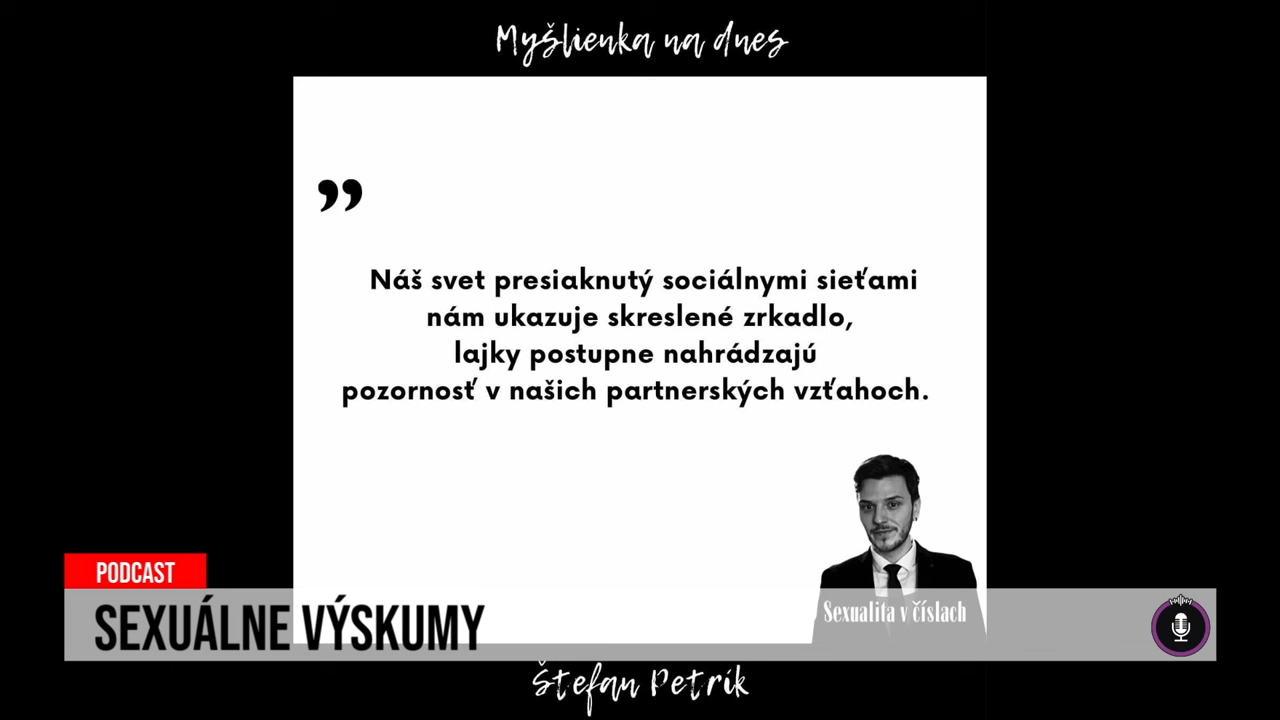 Myšlienka na dnes
”
Náš svet presiaknutý sociálnymi sieťami
nám ukazuje skreslené zrkadlo,
lajky postupne nahrádzajú
pozornosť v našich partnerských vzťahoch.
Sexualita v číslach
PODCAST
SEXUÁLNE VÝSKUMY
Štefan Petrík